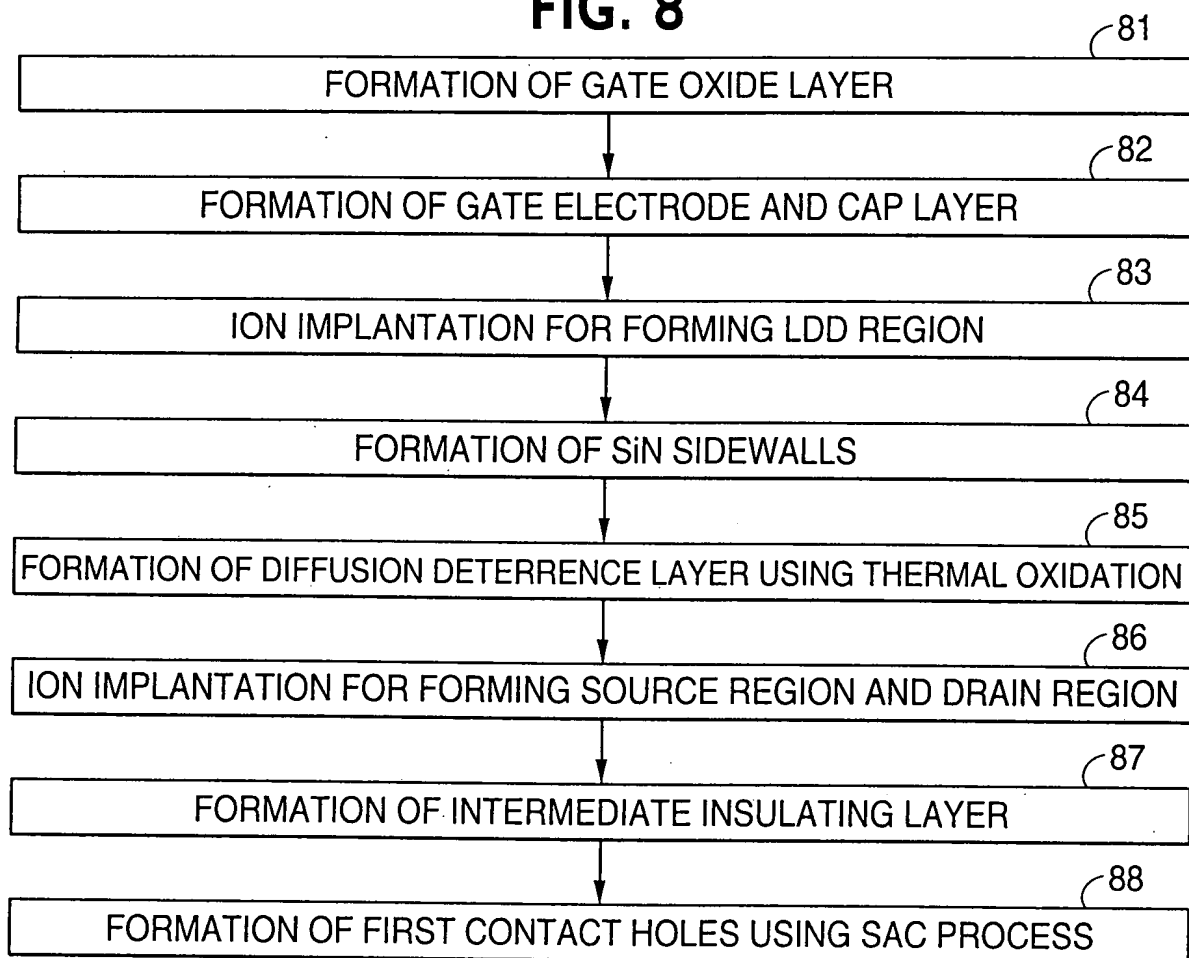 FIG. 8
81
FORMATION OF GATE OXIDE LAYER
82
FORMATION OF GATE ELECTRODE AND CAP LAYER
83
ION IMPLANTATION FOR FORMING LDD REGION
84
FORMATION OF SiN SIDEWALLS
85
FORMATION OF DIFFUSION DETERRENCE LAYER USING THERMAL OXIDATION
86
ION IMPLANTATION FOR FORMING SOURCE REGION AND DRAIN REGION
87
FORMATION OF INTERMEDIATE INSULATING LAYER
88
FORMATION OF FIRST CONTACT HOLES USING SAC PROCESS